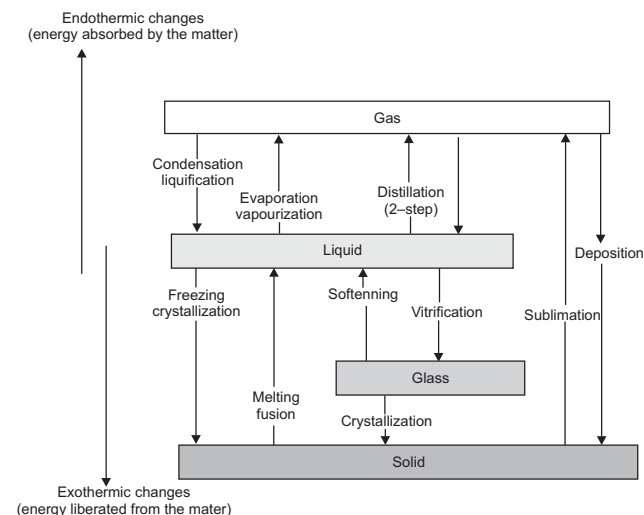 Endothermic changes
(energy absorbed by the matter)
Gas
Condensation
liquification
Evaporation
vapourization
Distillation
(2–step)
Liquid
Deposition
Freezing
crystallization
Softenning
Vitrification
Sublimation
Glass
Melting
fusion
Crystallization
Solid
Exothermic changes
(energy liberated from the mater)